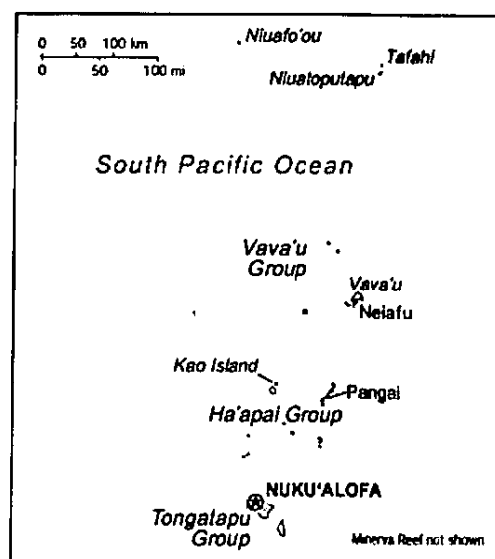 0 50 100 km
0 50 100 mi
Niuafo'ou
Tafahi
Niuatoputapu
South Pacific Ocean
Vava'u
Group
Vava'u
Neiafu
Kao Island
Pangai
Ha'apai Group
NUKU'ALOFA
Tongatapu
Group
Minerva Reef not shown